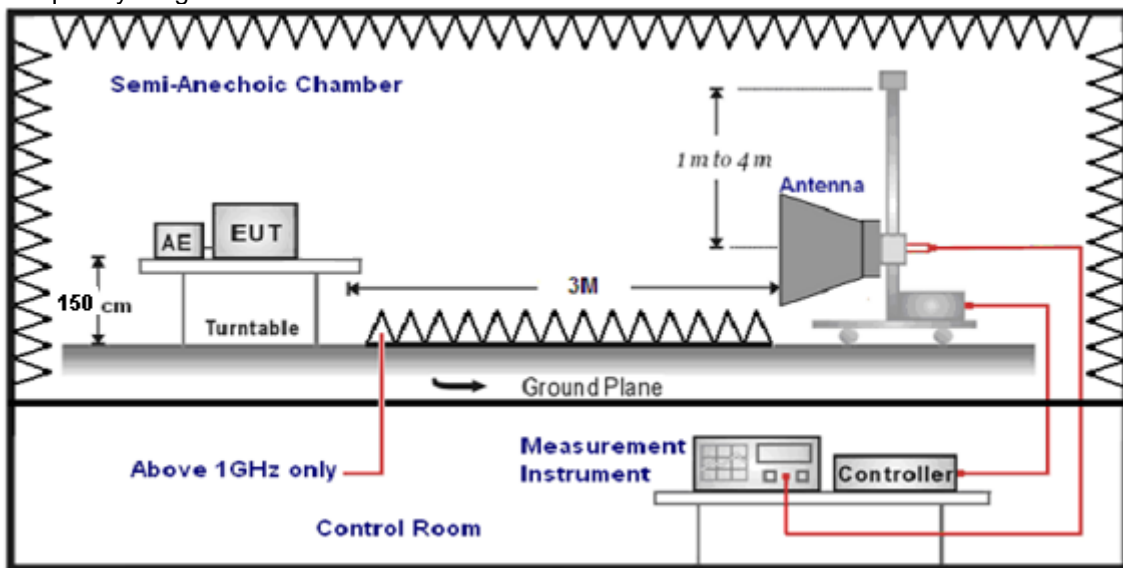 Semi-Anechoic Chamber
1 m to 4 m
Antenna
AE
EUT
150 cm
3M
Turntable
Ground Plane
Above 1GHz only
Measurement
Instrument
Controller
Control Room